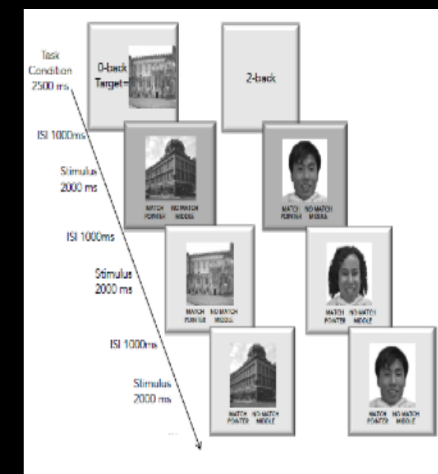 Task
Condition
2500 ms
0-back
Target=
2-back
ISI 1000ms
MATCH NO MATCH
POINTER MIDDLE
MATCH NO MATCH
POINTER MIDDLE
Stimulus
2000 ms
ISI 1000ms
MATCH NO MATCH
POINTER MIDDLE
MATCH NO MATCH
POINTER MIDDLE
Stimulus
2000 ms
ISI 1000ms
MATCH NO MATCH
POINTER MIDDLE
MATCH NO MATCH
POINTER MIDDLE
Stimulus
2000 ms
...